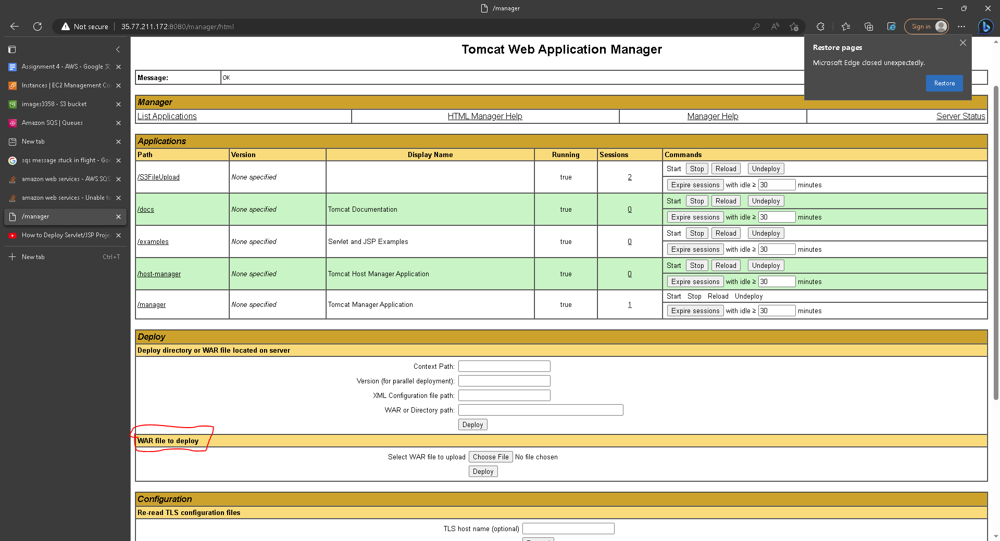 /manager
Not secure 35.77.211.172:8080/manager/html
Sign in
Restore pages
Microsoft Edge closed unexpectedly.
Restore
Assignment 4 - AWS - Google 文
Instances | EC2 Management Co
images3358 - S3 bucket
Amazon SQS | Queues
New tab
sqs message stuck in flight - Goo
amazon web services - AWS SQS
amazon web services - Unable to
/manager
How to Deploy Servlet/JSP Proje
New tab Ctrl+T
Tomcat Web Application Manager
Message: OK
Manager
List Applications HTML Manager Help Manager Help Server Status
Applications
Path Version Display Name Running Sessions Commands
/S3FileUpload None specified true 2
Start Stop Reload Undeploy
Expire sessions with idle ≥ 30 minutes
/docs None specified Tomcat Documentation true 0
Start Stop Reload Undeploy
Expire sessions with idle ≥ 30 minutes
/examples None specified Servlet and JSP Examples true 0
Start Stop Reload Undeploy
Expire sessions with idle ≥ 30 minutes
/host-manager None specified Tomcat Host Manager Application true 0
Start Stop Reload Undeploy
Expire sessions with idle ≥ 30 minutes
/manager None specified Tomcat Manager Application true 1
Start Stop Reload Undeploy
Expire sessions with idle ≥ 30 minutes
Deploy
Deploy directory or WAR file located on server
Context Path:
Version (for parallel deployment):
XML Configuration file path:
WAR or Directory path:
Deploy
WAR file to deploy
Select WAR file to upload Choose File No file chosen
Deploy
Configuration
Re-read TLS configuration files
TLS host name (optional)